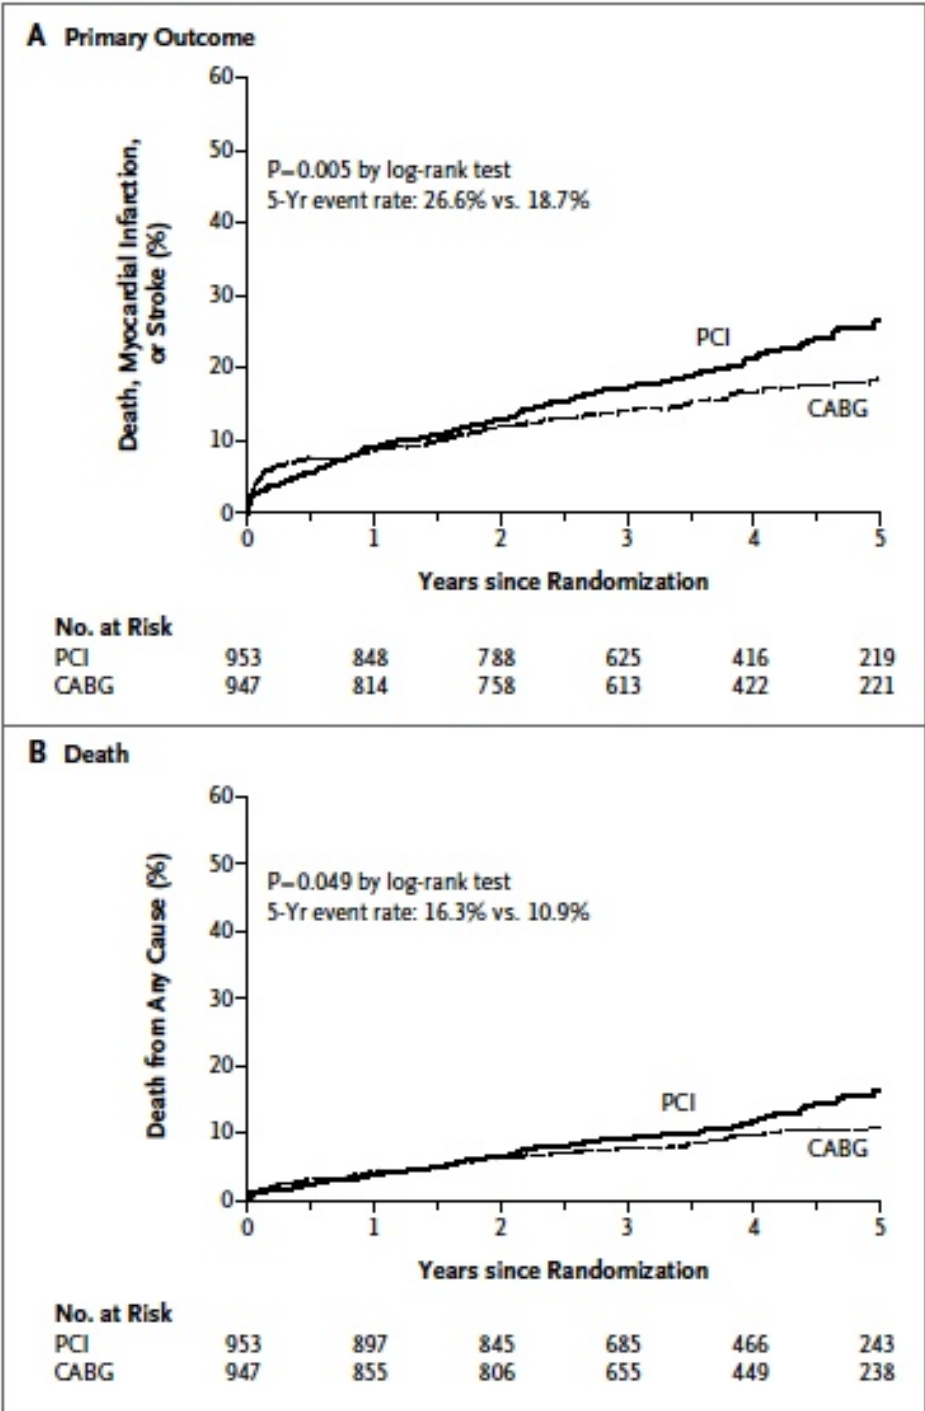 A Primary Outcome
60
50
40
30
20
10
0
Death, Myocardial Infarction,
or Stroke (%)
P=0.005 by log-rank test
5-Yr event rate: 26.6% vs. 18.7%
PCI
CABG
0 1 2 3 4 5
Years since Randomization
No. at Risk
PCI 953 848 788 625 416 219
CABG 947 814 758 613 422 221
B Death
60
50
40
30
20
10
0
Death from Any Cause (%)
P=0.049 by log-rank test
5-Yr event rate: 16.3% vs. 10.9%
PCI
CABG
0 1 2 3 4 5
Years since Randomization
No. at Risk
PCI 953 897 845 685 466 243
CABG 947 855 806 655 449 238